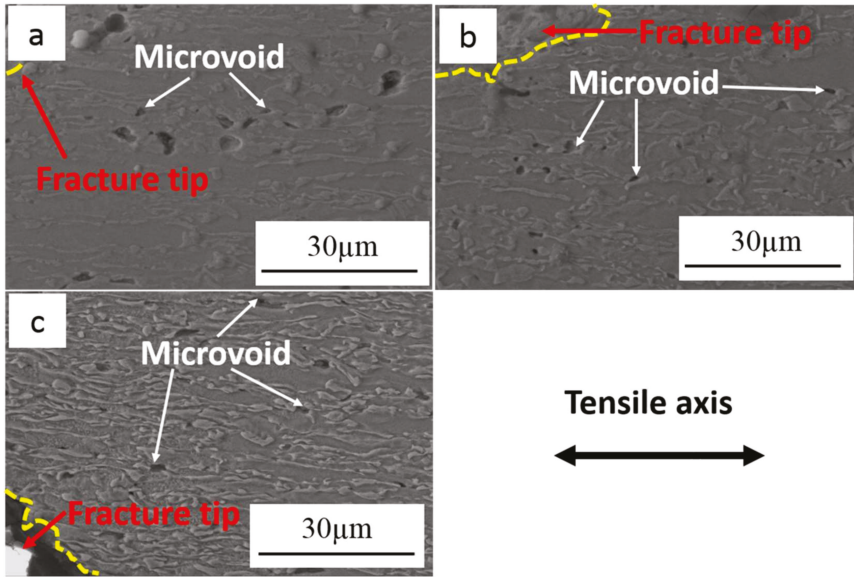 a
Microvoid
Fracture tip
30μm
b
Fracture tip
Microvoid
30μm
c
Microvoid
Fracture tip
30μm
Tensile axis